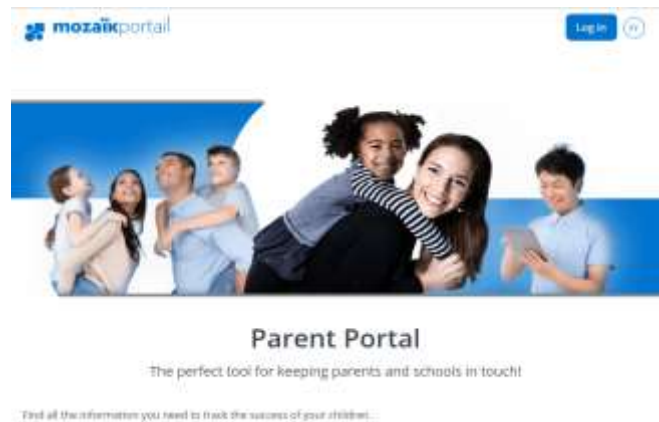 mozaïkportail
Log in
Parent Portal
The perfect tool for keeping parents and schools in touch!
Find all the information you need to track the success of your children...